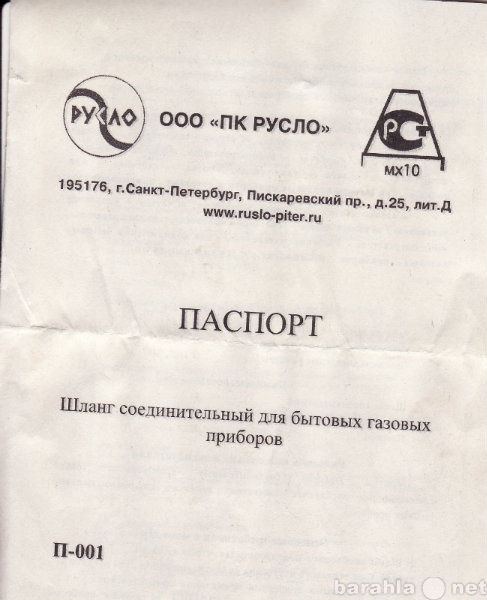 РУСЛО
ООО «ПК РУСЛО»
РСТ
мх10
195176, г.Санкт-Петербург, Пискаревский пр., д.25, лит.Д
www.ruslo-piter.ru
ПАСПОРТ
Шланг соединительный для бытовых газовых
приборов
П-001
barahla.net